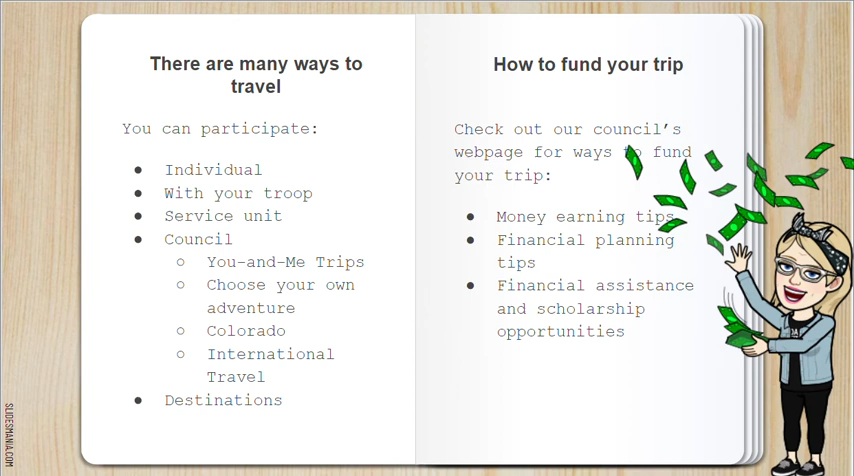 There are many ways to
travel
You can participate:
● Individual
● With your troop
● Service unit
● Council
○ You-and-Me Trips
○ Choose your own
adventure
○ Colorado
○ International
Travel
● Destinations
How to fund your trip
Check out our council’s
webpage for ways to fund
your trip:
● Money earning tips
● Financial planning
tips
● Financial assistance
and scholarship
opportunities
SLIDESMANIA.COM